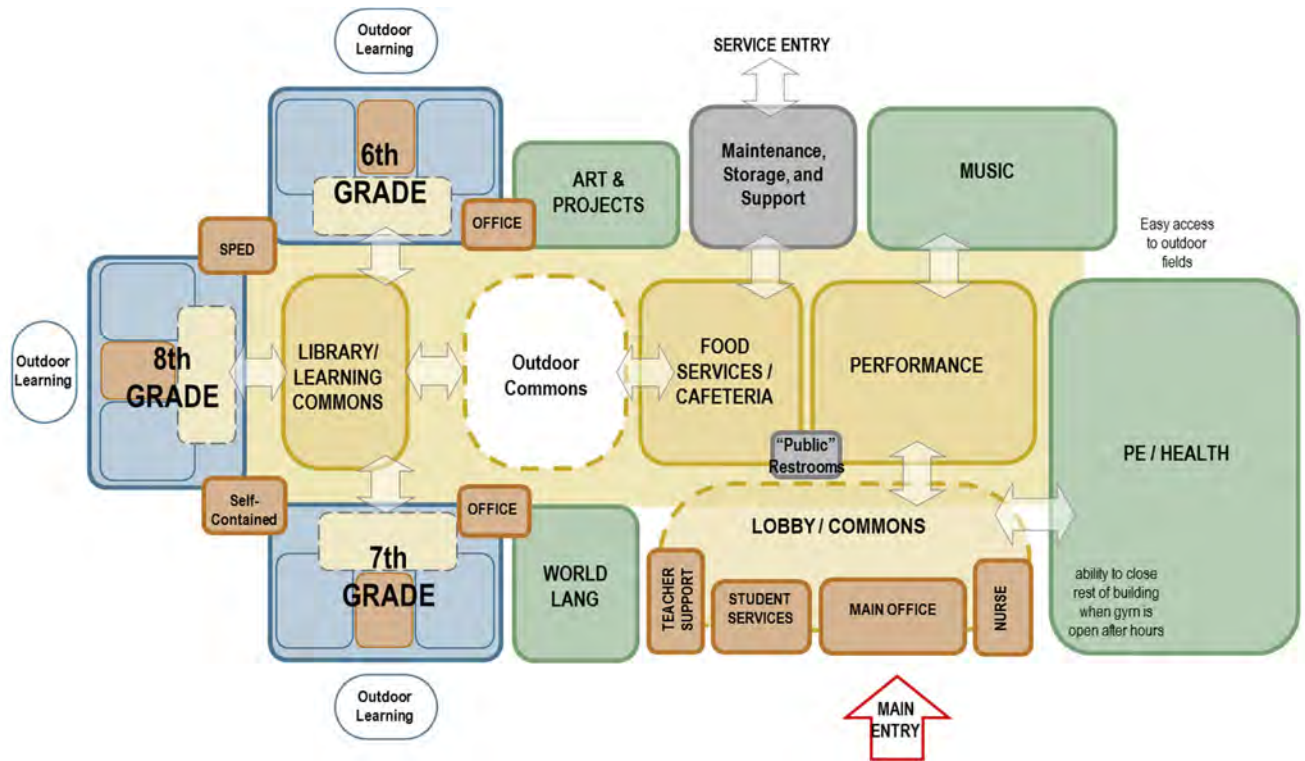 Outdoor
Learning
SERVICE ENTRY
6th
GRADE
ART &
PROJECTS
Maintenance,
Storage, and
Support
MUSIC
SPED
OFFICE
Easy access
to outdoor
fields
Outdoor
Learning
8th
GRADE
LIBRARY/
LEARNING
COMMONS
Outdoor
Commons
FOOD
SERVICES /
CAFETERIA
PERFORMANCE
"Public"
Restrooms
PE / HEALTH
Self-
Contained
OFFICE
LOBBY / COMMONS
7th
GRADE
WORLD
LANG
TEACHER
SUPPORT
STUDENT
SERVICES
MAIN OFFICE
NURSE
ability to close
rest of building
when gym is
open after hours
Outdoor
Learning
MAIN
ENTRY